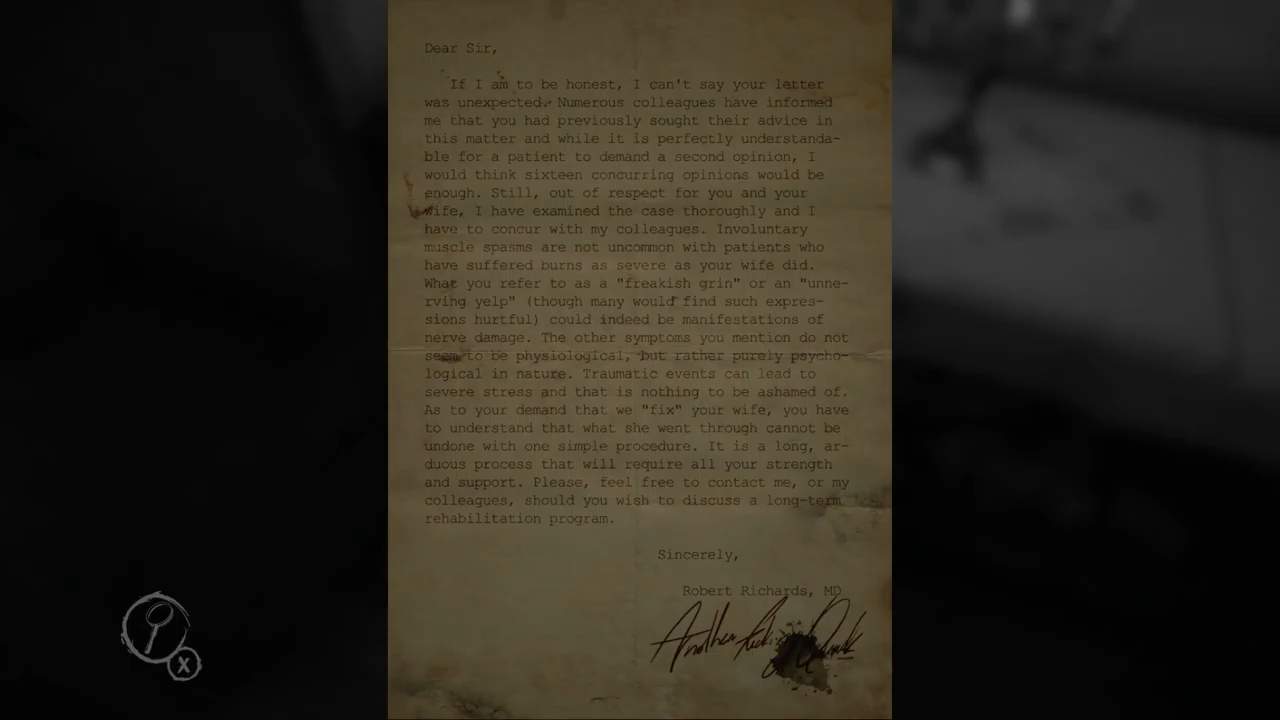 Dear Sir,
If I am to be honest, I can't say your letter
was unexpected. Numerous colleagues have informed
me that you had previously sought their advice in
this matter and while it is perfectly understanda-
ble for a patient to demand a second opinion, I
would think sixteen concurring opinions would be
enough. Still, out of respect for you and your
wife, I have examined the case thoroughly and I
have to concur with my colleagues. Involuntary
muscle spasms are not uncommon with patients who
have suffered burns as severe as your wife did.
What you refer to as a "freakish grin" or an "unne-
rving yelp" (though many would find such expres-
sions hurtful) could indeed be manifestations of
nerve damage. The other symptoms you mention do not
seem to be physiological, but rather purely psycho-
logical in nature. Traumatic events can lead to
severe stress and that is nothing to be ashamed of.
As to your demand that we "fix" your wife, you have
to understand that what she went through cannot be
undone with one simple procedure. It is a long, ar-
duous process that will require all your strength
and support. Please, feel free to contact me, or my
colleagues, should you wish to discuss a long-term
rehabilitation program.
Sincerely,
Robert Richards, MD
Another
X